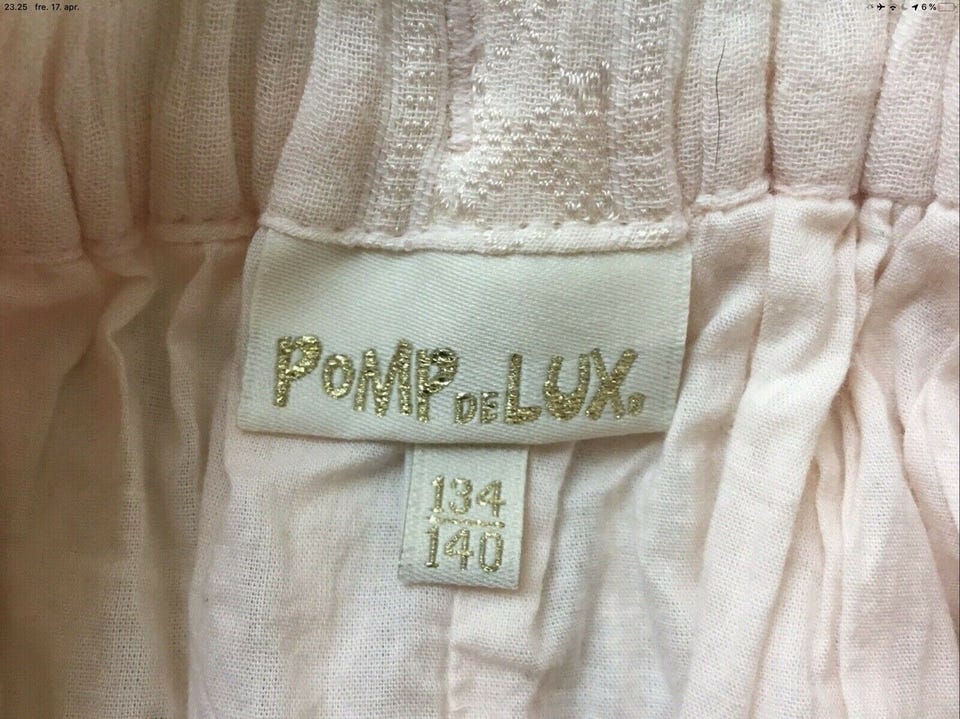 23.25 fre. 17. apr.
6 %
POMP DE LUX.
134
140